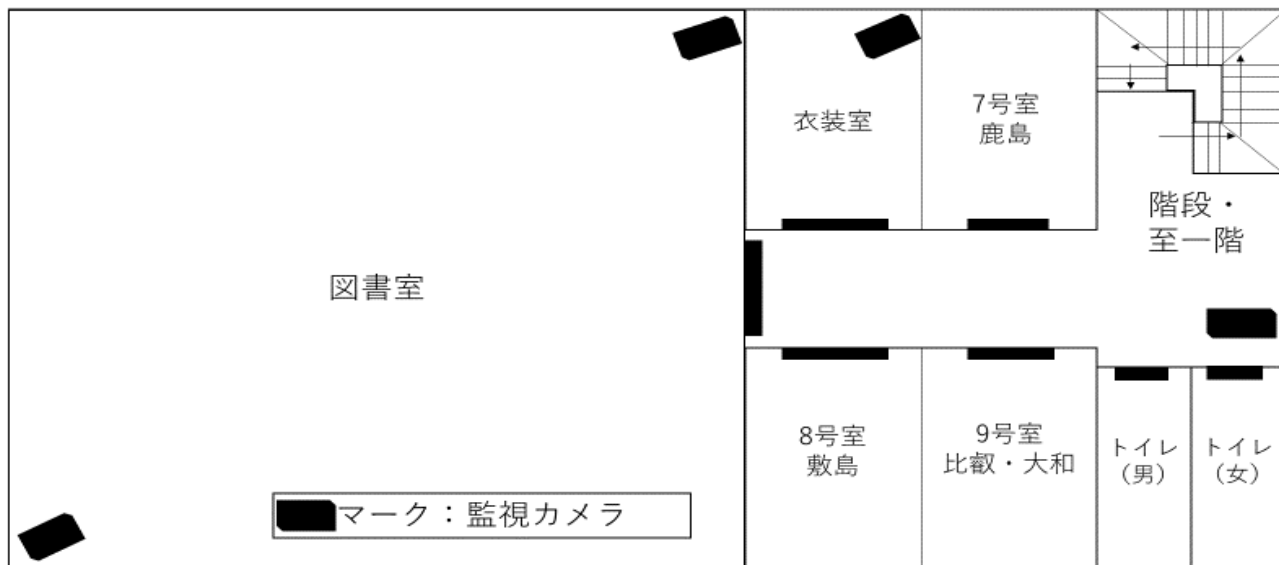 衣装室
7号室
鹿島
階段・
至一階
図書室
8号室
敷島
9号室
比叡・大和
トイレ
(男)
トイレ
(女)
マーク：監視カメラ